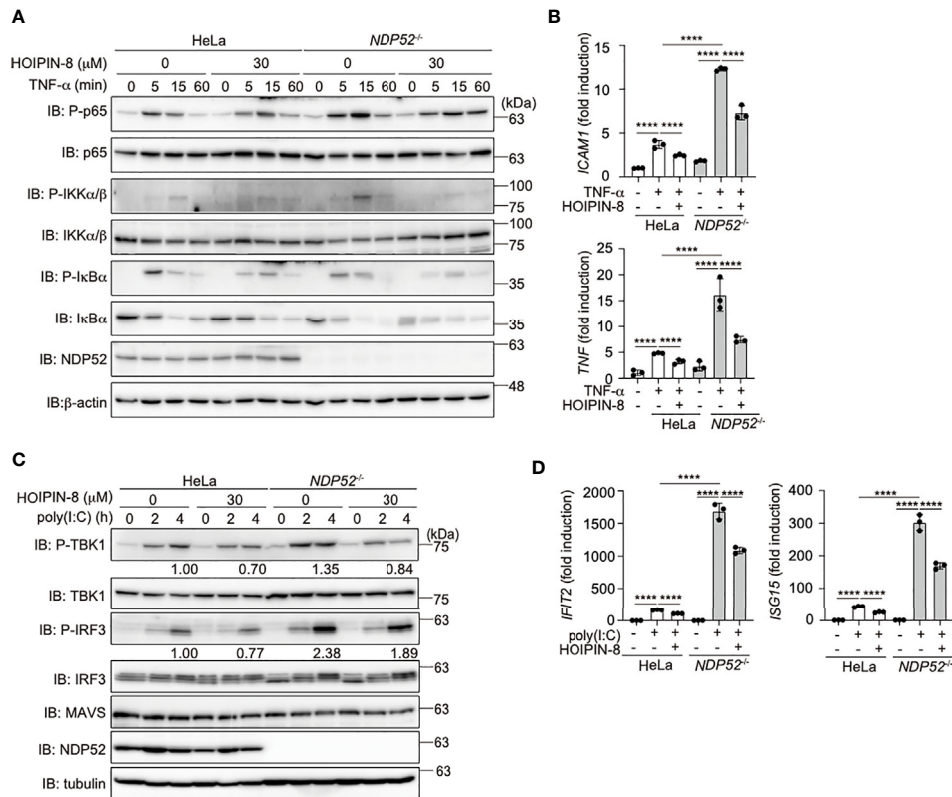 A
HeLa NDP52-/-
HOIPIN-8 (μM) 0 30 0 30
TNF-α (min) 0 5 15 60 0 5 15 60 0 5 15 60 0 5 15 60 (kDa)
IB: P-p65 63
IB: p65 63
IB: P-IKKα/β 100 75
IB: IKKα/β 100 75
IB: P-IκBα 35
IB: IκBα 35
IB: NDP52 63
IB:β-actin 48
B
ICAM1 (fold induction)
15
10
5
0
**** **** ****
**** ****
TNF-α - + + - + +
HOIPIN-8 - - + - - +
HeLa NDP52-/-
TNF (fold induction)
25
20
15
10
5
0
****
**** ****
**** ****
TNF-α - + + - + +
HOIPIN-8 - - + - - +
HeLa NDP52-/-
C
HeLa NDP52-/-
HOIPIN-8 (μM) 0 30 0 30
poly(I:C) (h) 0 2 4 0 2 4 0 2 4 0 2 4 (kDa)
IB: P-TBK1 75
1.00 0.70 1.35 0.84
IB: TBK1 75
IB: P-IRF3 63
1.00 0.77 2.38 1.89
IB: IRF3 63
IB: MAVS 63
IB: NDP52 63
IB: tubulin 63
D
IFIT2 (fold induction)
2000
1500
1000
500
0
****
**** ****
**** ****
poly(I:C) - + + - + +
HOIPIN-8 - - + - - +
HeLa NDP52-/-
ISG15 (fold induction)
400
300
200
100
0
****
**** ****
**** ****
- + + - + +
- - + - - +
HeLa NDP52-/-